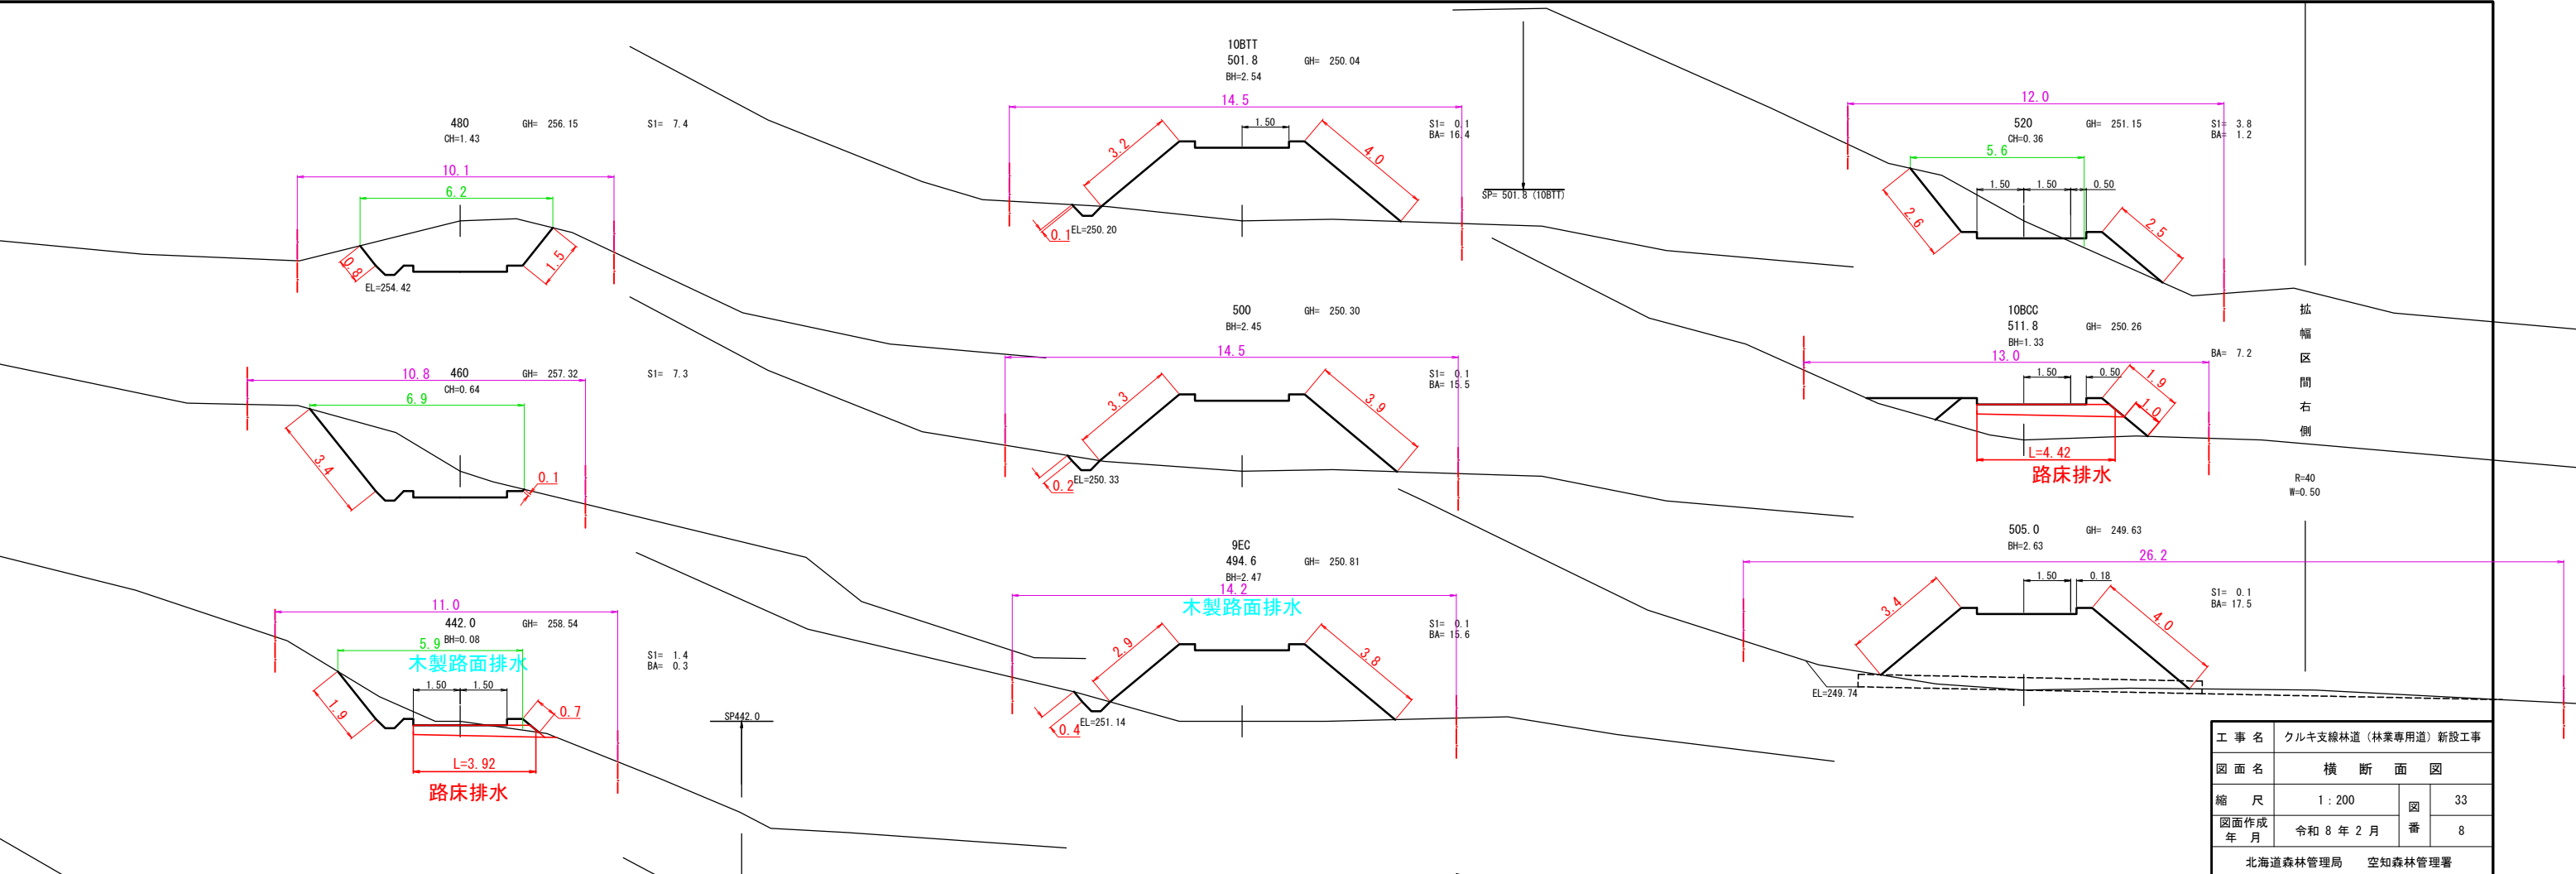 480
GH= 256.15
S1= 7.4
CH=1.43
10.1
6.2
0.8
1.5
EL=254.42
460
GH= 257.32
S1= 7.3
10.8
CH=0.64
6.9
3.4
0.1
11.0
442.0
GH= 258.54
BH=0.08
5.9
S1= 1.4
BA= 0.3
木製路面排水
1.50
1.50
1.9
0.7
L=3.92
路床排水
SP442.0
10BTT
501.8
GH= 250.04
BH=2.54
14.5
S1= 0.1
BA= 16.4
1.50
3.2
4.0
0.1
EL=250.20
SP= 501.8 (10BTT)
500
GH= 250.30
BH=2.45
14.5
S1= 0.1
BA= 15.5
3.3
3.9
0.2
EL=250.33
9EC
494.6
GH= 250.81
BH=2.47
14.2
木製路面排水
S1= 0.1
BA= 15.6
2.9
3.8
0.4
EL=251.14
12.0
520
GH= 251.15
S1= 3.8
BA= 1.2
CH=0.36
5.6
1.50
1.50
0.50
2.6
2.5
10BCC
511.8
GH= 250.26
BH=1.33
13.0
BA= 7.2
1.50
0.50
1.9
1.0
L=4.42
路床排水
拡幅区間右側
R=40
W=0.50
505.0
GH= 249.63
BH=2.63
26.2
1.50
0.18
S1= 0.1
BA= 17.5
3.4
4.0
EL=249.74
工事名 クルキ支線林道（林業専用道）新設工事
図面名 横断面図
縮尺 1：200 図番 33
図面作成年月 令和 8 年 2 月 8
北海道森林管理局 空知森林管理署